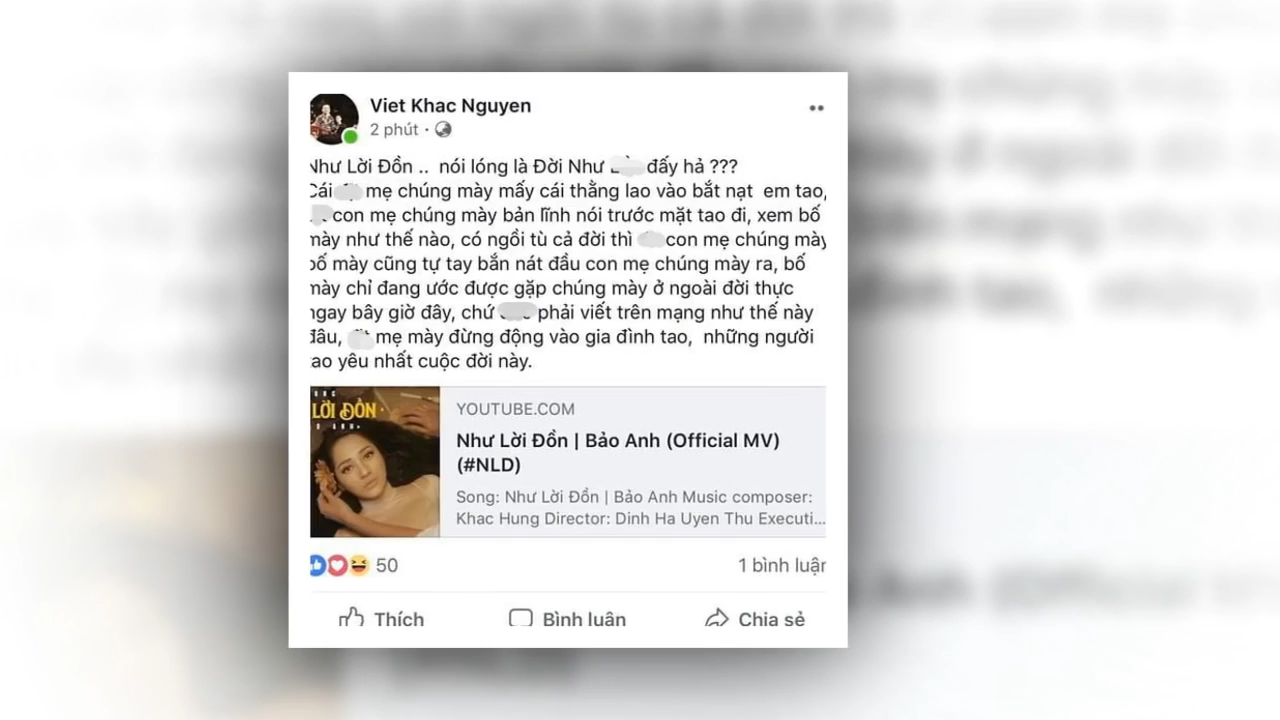 Viet Khac Nguyen
2 phút ·
Như Lời Đồn .. nói lóng là Đời Như đấy hả ???
Cái mẹ chúng mày mấy cái thằng lao vào bắt nạt em tao,
con mẹ chúng mày bản lĩnh nói trước mặt tao đi, xem bố
mày như thế nào, có ngồi tù cả đời thì con mẹ chúng mày
bố mày cũng tự tay bắn nát đầu con mẹ chúng mày ra, bố
mày chỉ đang ước được gặp chúng mày ở ngoài đời thực
ngay bây giờ đây, chứ phải viết trên mạng như thế này
đâu, mẹ mày đừng động vào gia đình tao, những người
tao yêu nhất cuộc đời này.
LỜI ĐỒN
YOUTUBE.COM
Như Lời Đồn | Bảo Anh (Official MV)
(#NLD)
Song: Như Lời Đồn | Bảo Anh Music composer:
Khac Hung Director: Dinh Ha Uyen Thu Executi...
50
1 bình luận
Thích
Bình luân
Chia sẻ